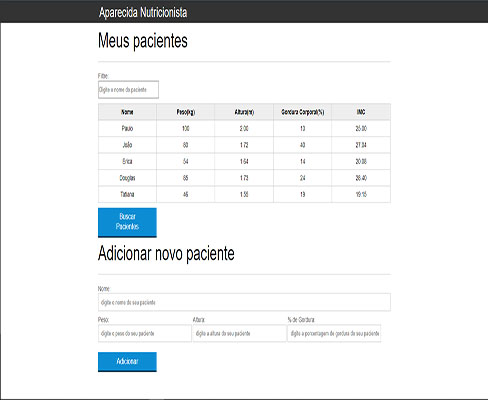 Aparecida Nutricionista
Meus pacientes
Filtre:
Digite o nome do paciente
Nome Peso(kg) Altura(m) Gordura Corporal(%) IMC
Paulo 100 2.00 10 25.00
João 80 1.72 40 27.04
Erica 54 1.64 14 20.08
Douglas 85 1.73 24 28.40
Tatiana 46 1.55 19 19.15
Buscar
Pacientes
Adicionar novo paciente
Nome:
digite o nome do seu paciente
Peso: Altura: % de Gordura:
digite o peso do seu paciente digite a altura do seu paciente digite a porcentagem de gordura do seu paciente
Adicionar